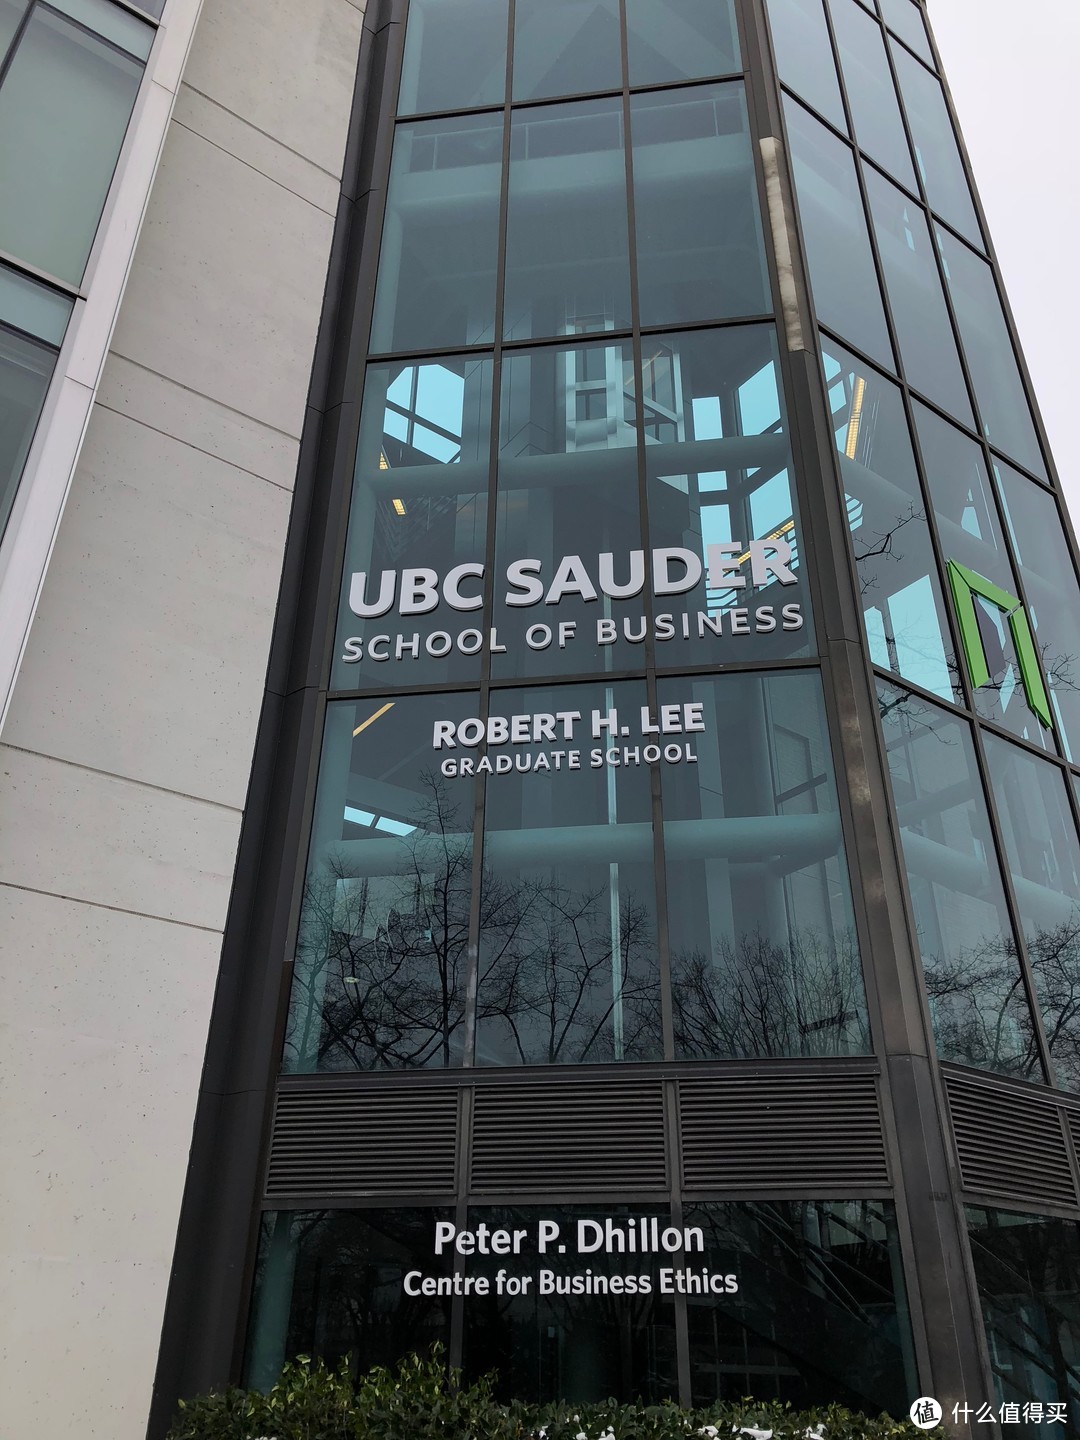 UBC SAUDER
SCHOOL OF BUSINESS
ROBERT H. LEE
GRADUATE SCHOOL
Peter P. Dhillon
Centre for Business Ethics
值 什么值得买